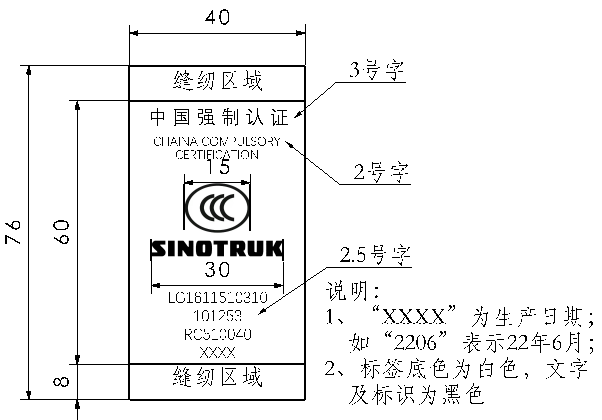 40
缝纫区域
3号字
中国强制认证
CHAINA COMPULSORY
CERTIFICATION
15
2号字
76
60
SINOTRUK
30
2.5号字
LG1611510310
101253
RC510040
XXXX
说明：
1、“XXXX”为生产日期；
如“2206”表示22年6月；
2、标签底色为白色，文字
及标识为黑色
8
缝纫区域